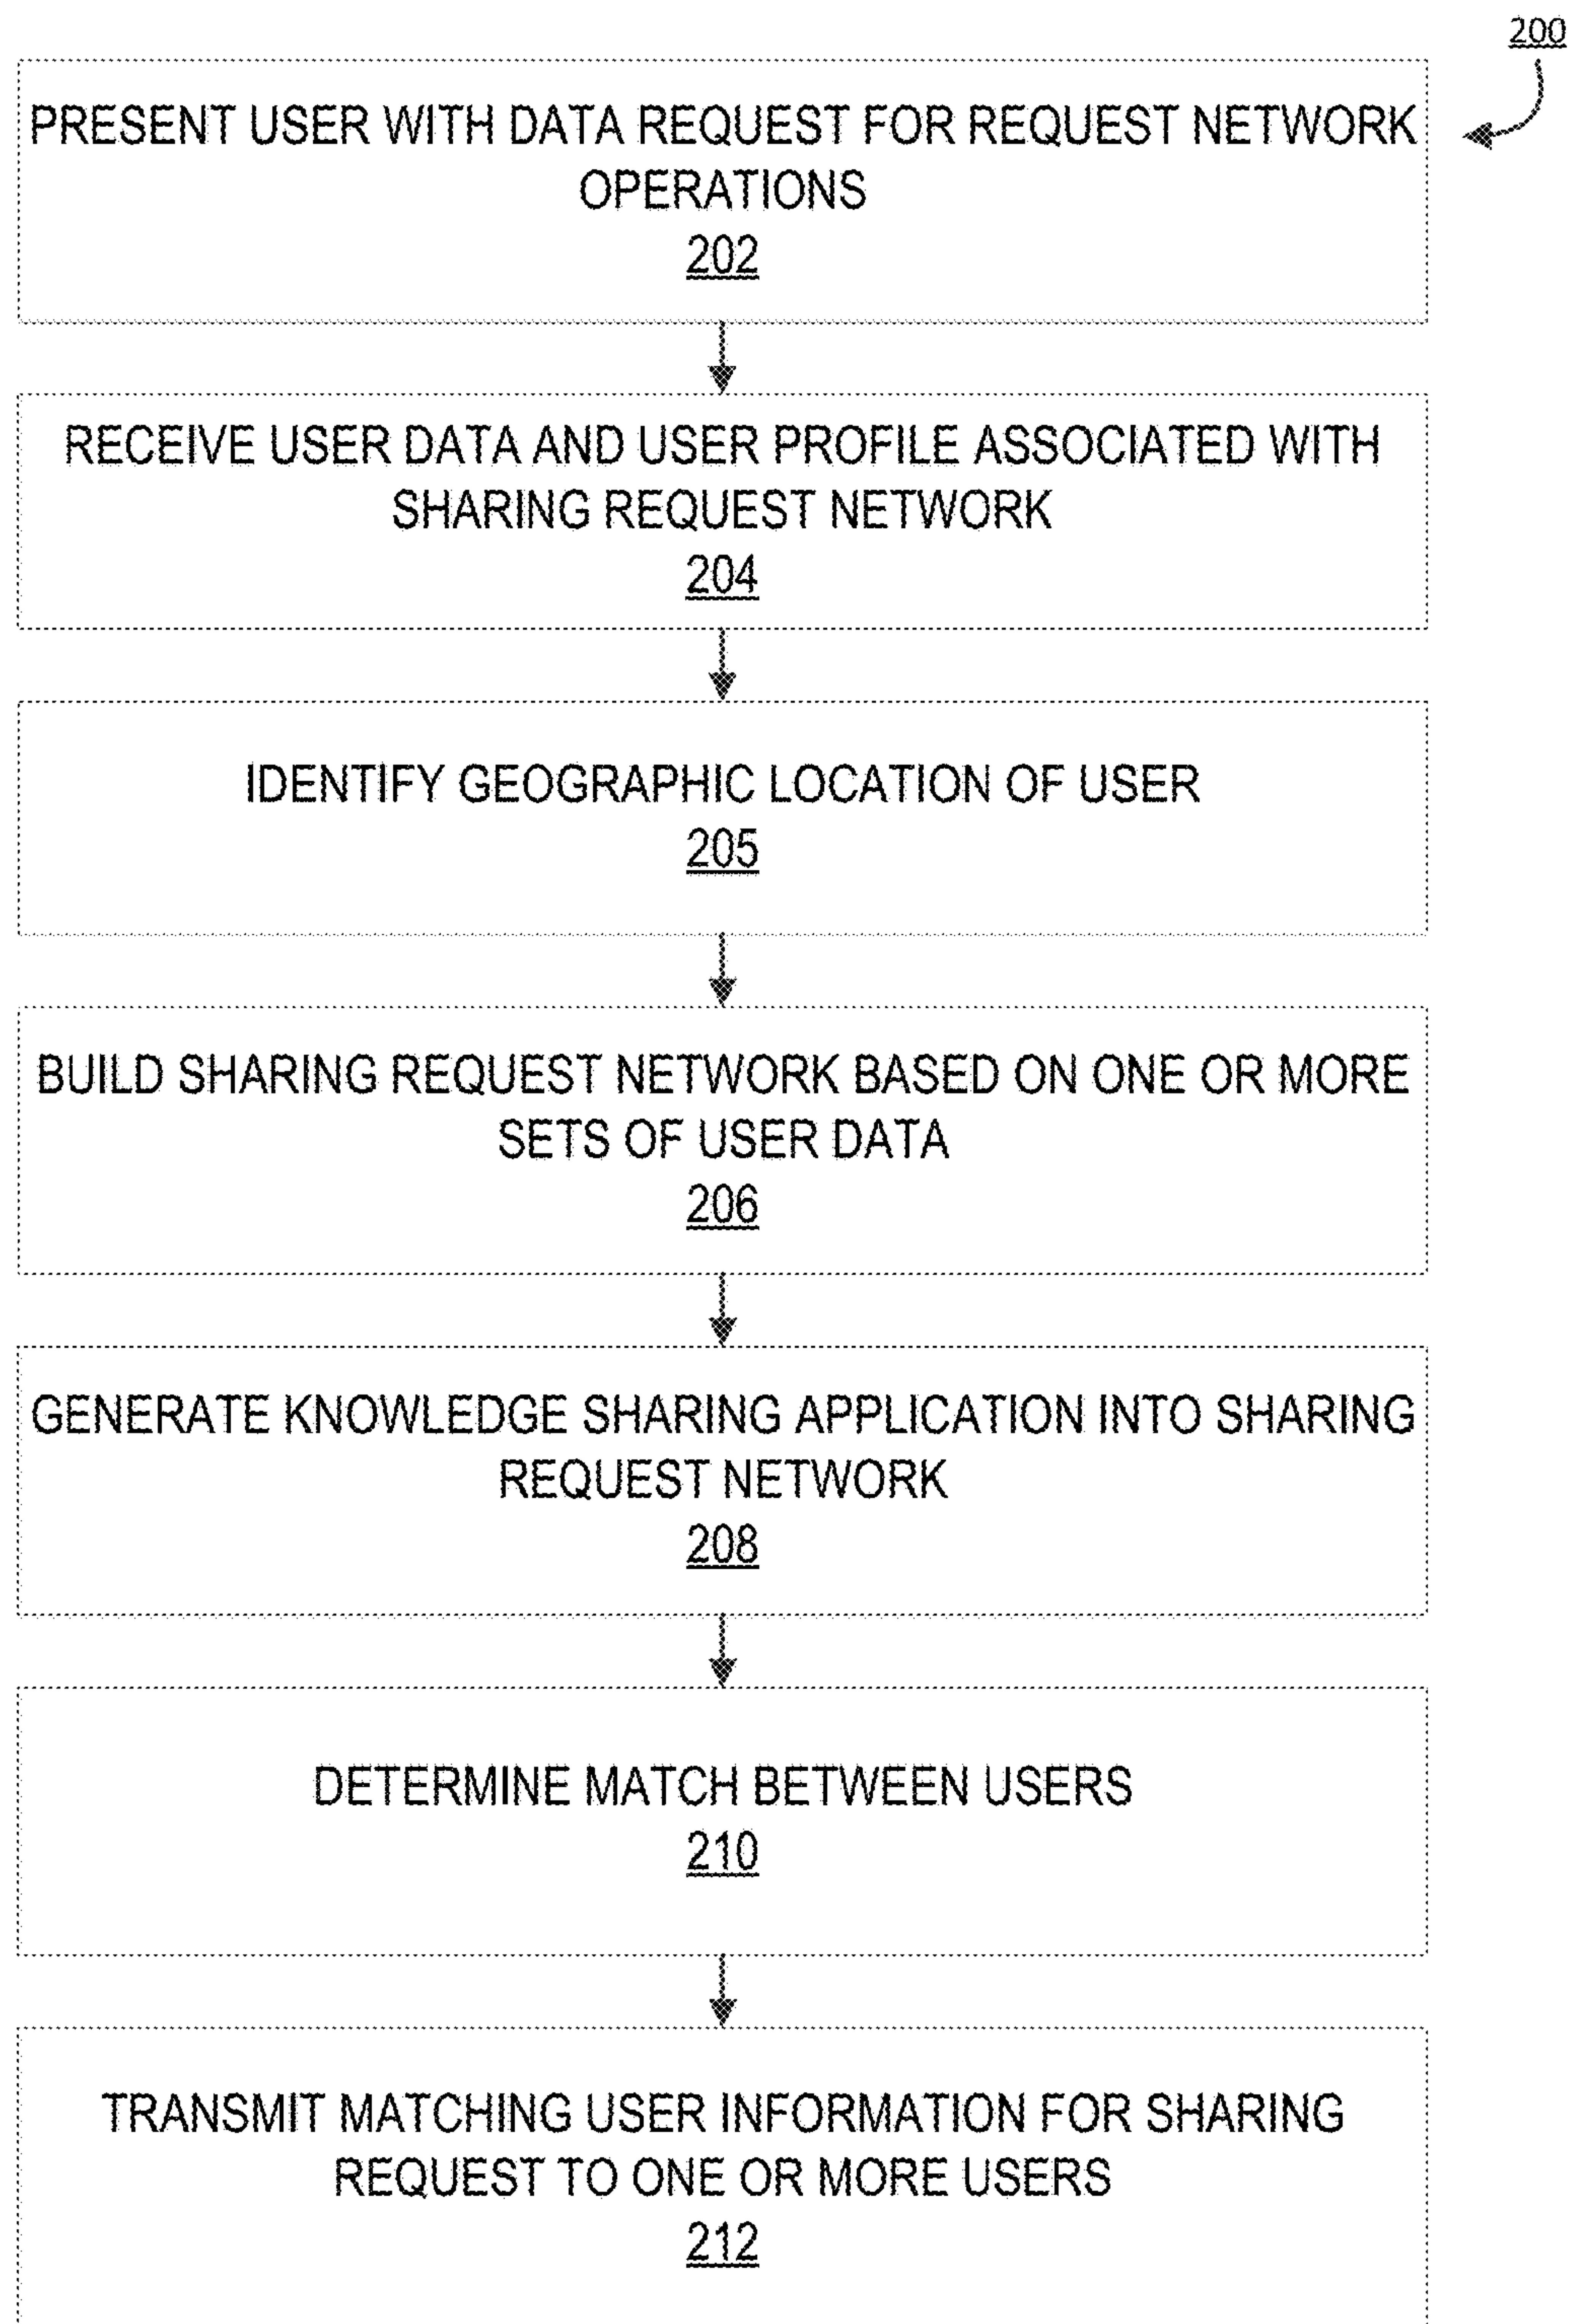 200
PRESENT USER WITH DATA REQUEST FOR REQUEST NETWORK
OPERATIONS
202
RECEIVE USER DATA AND USER PROFILE ASSOCIATED WITH
SHARING REQUEST NETWORK
204
IDENTIFY GEOGRAPHIC LOCATION OF USER
205
BUILD SHARING REQUEST NETWORK BASED ON ONE OR MORE
SETS OF USER DATA
206
GENERATE KNOWLEDGE SHARING APPLICATION INTO SHARING
REQUEST NETWORK
208
DETERMINE MATCH BETWEEN USERS
210
TRANSMIT MATCHING USER INFORMATION FOR SHARING
REQUEST TO ONE OR MORE USERS
212